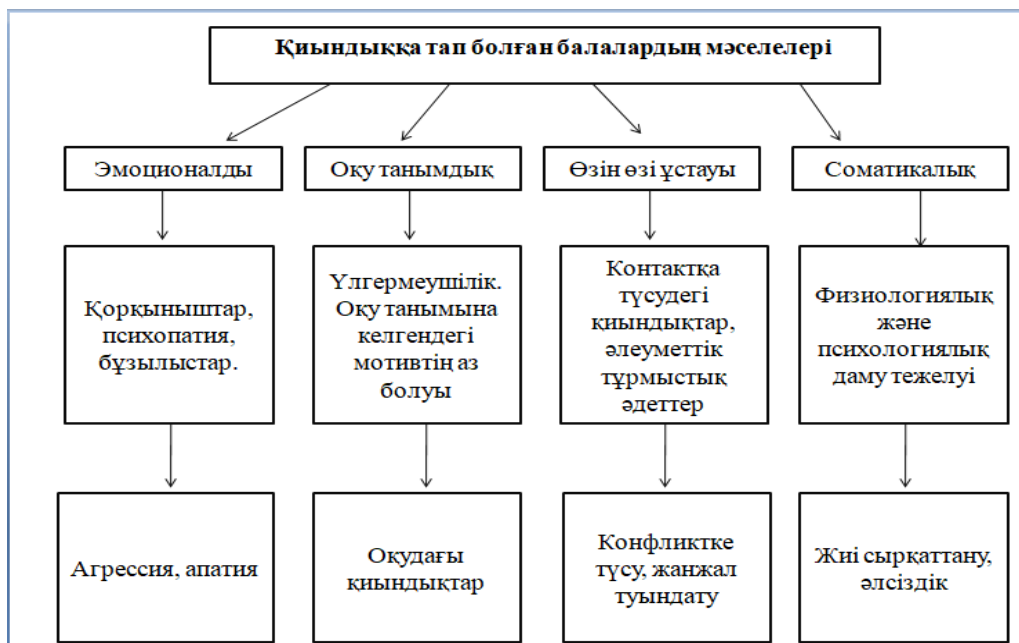 Қиындыққа тап болған балалардың мәселелері
Эмоционалды
Оқу танымдық
Өзін өзі ұстауы
Соматикалық
Қорқыныштар,
психопатия,
бұзылыстар.
Үлгермеушілік.
Оқу танымына
келгендегі
мотивтің аз
болуы
Контактқа
түсудегі
қиындықтар,
әлеуметтік
тұрмыстық
әдеттер
Физиологиялық
және
психологиялық
даму тежелуі
Агрессия, апатия
Оқудағы
қиындықтар
Конфликтке
түсу, жанжал
туындату
Жиі сырқаттану,
әлсіздік